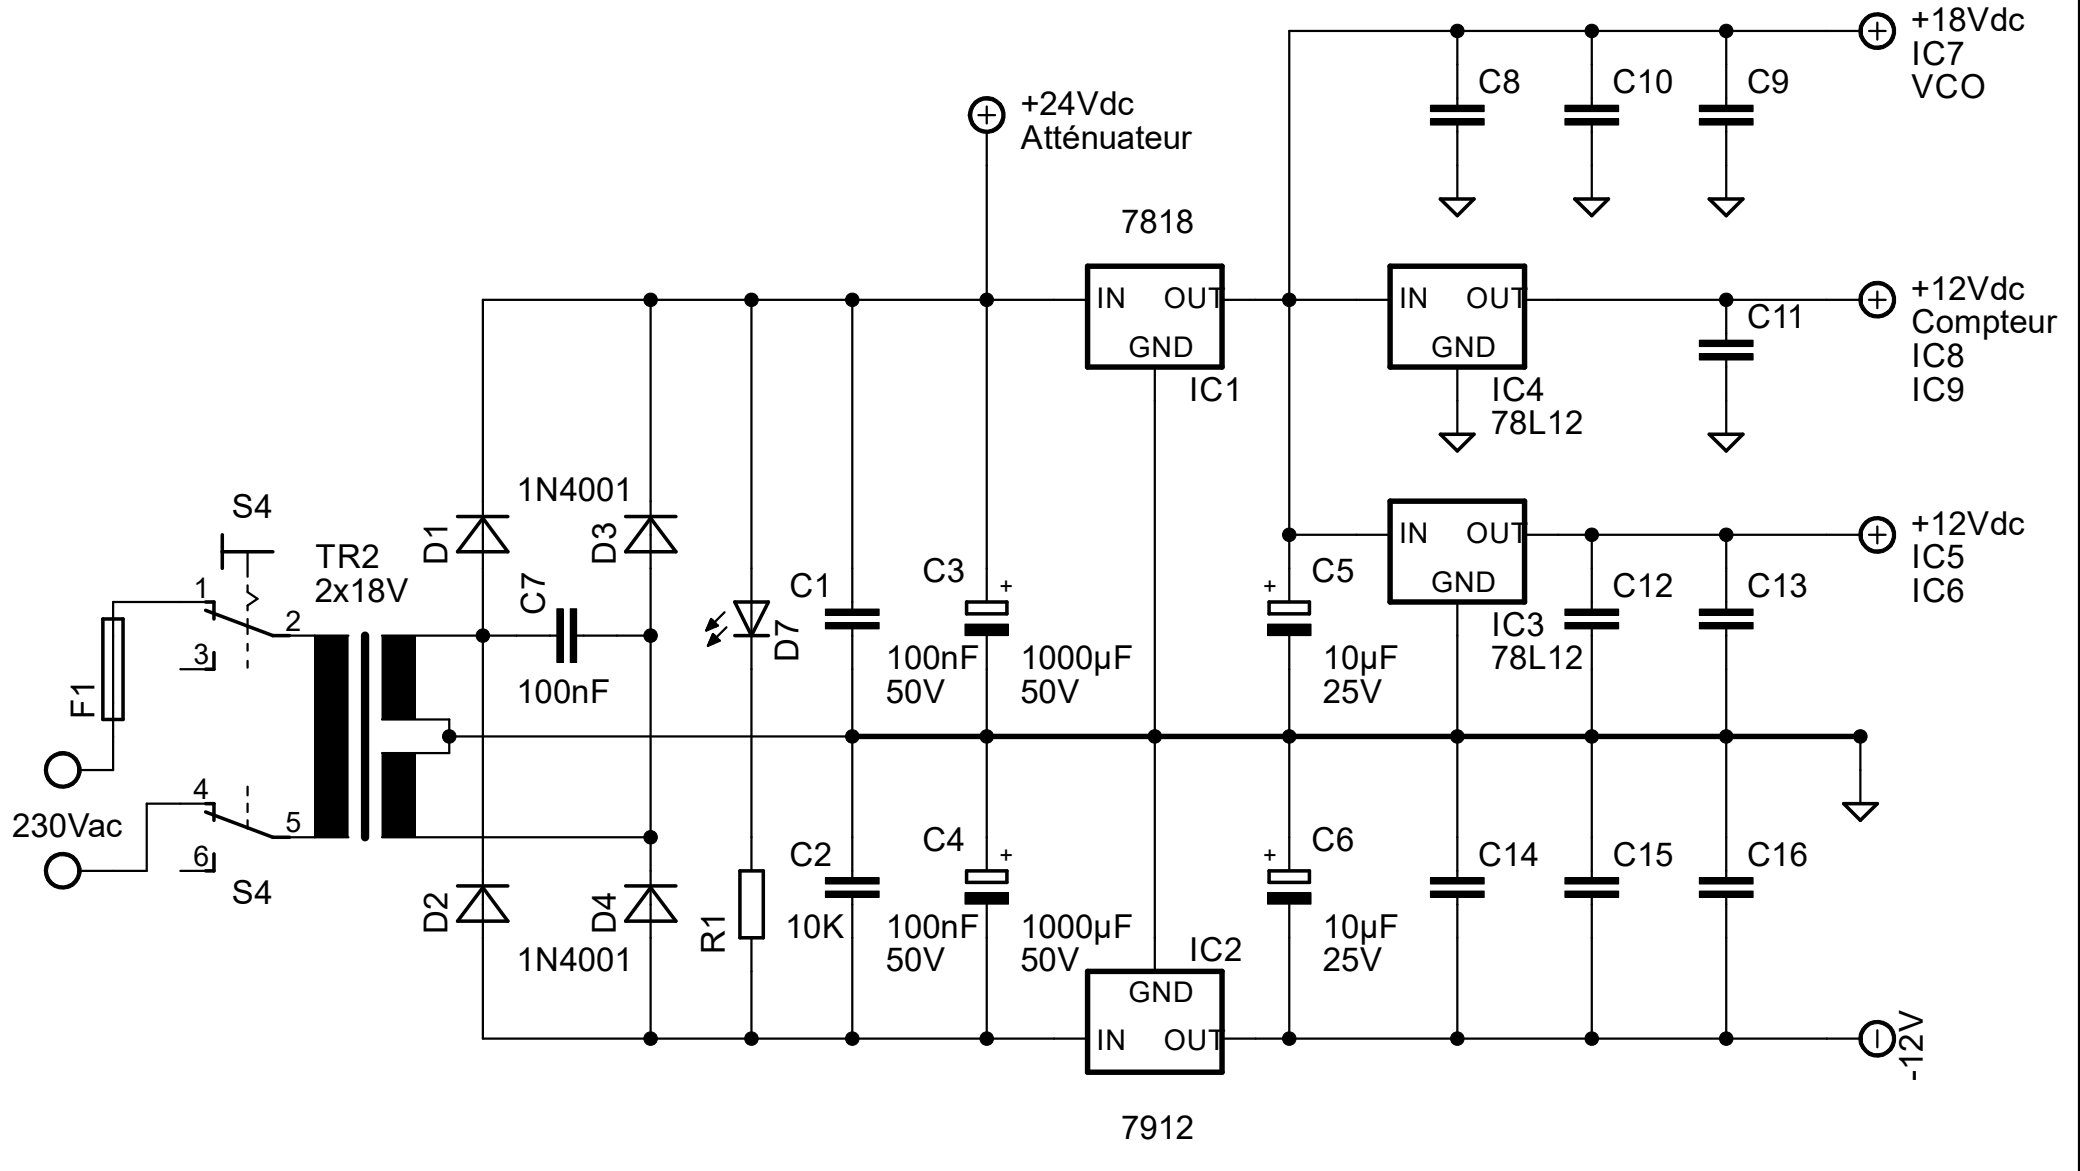 +18Vdc
IC7
VCO
C8
C10
C9
+24Vdc
Atténuateur
7818
IN OUT
GND
IC1
IN OUT
GND
IC4
78L12
+12Vdc
Compteur
IC8
IC9
C11
S4
1N4001
D1
D3
TR2
2x18V
C7
100nF
1
2
3
F1
D7
C1
100nF
50V
C3
+
1000µF
50V
C5
+
10µF
25V
IN OUT
GND
IC3
78L12
C12
C13
+12Vdc
IC5
IC6
230Vac
4
5
6
S4
D2
D4
1N4001
R1
10K
C2
100nF
50V
C4
+
1000µF
50V
C6
+
10µF
25V
C14
C15
C16
IC2
GND
IN OUT
7912
-12V